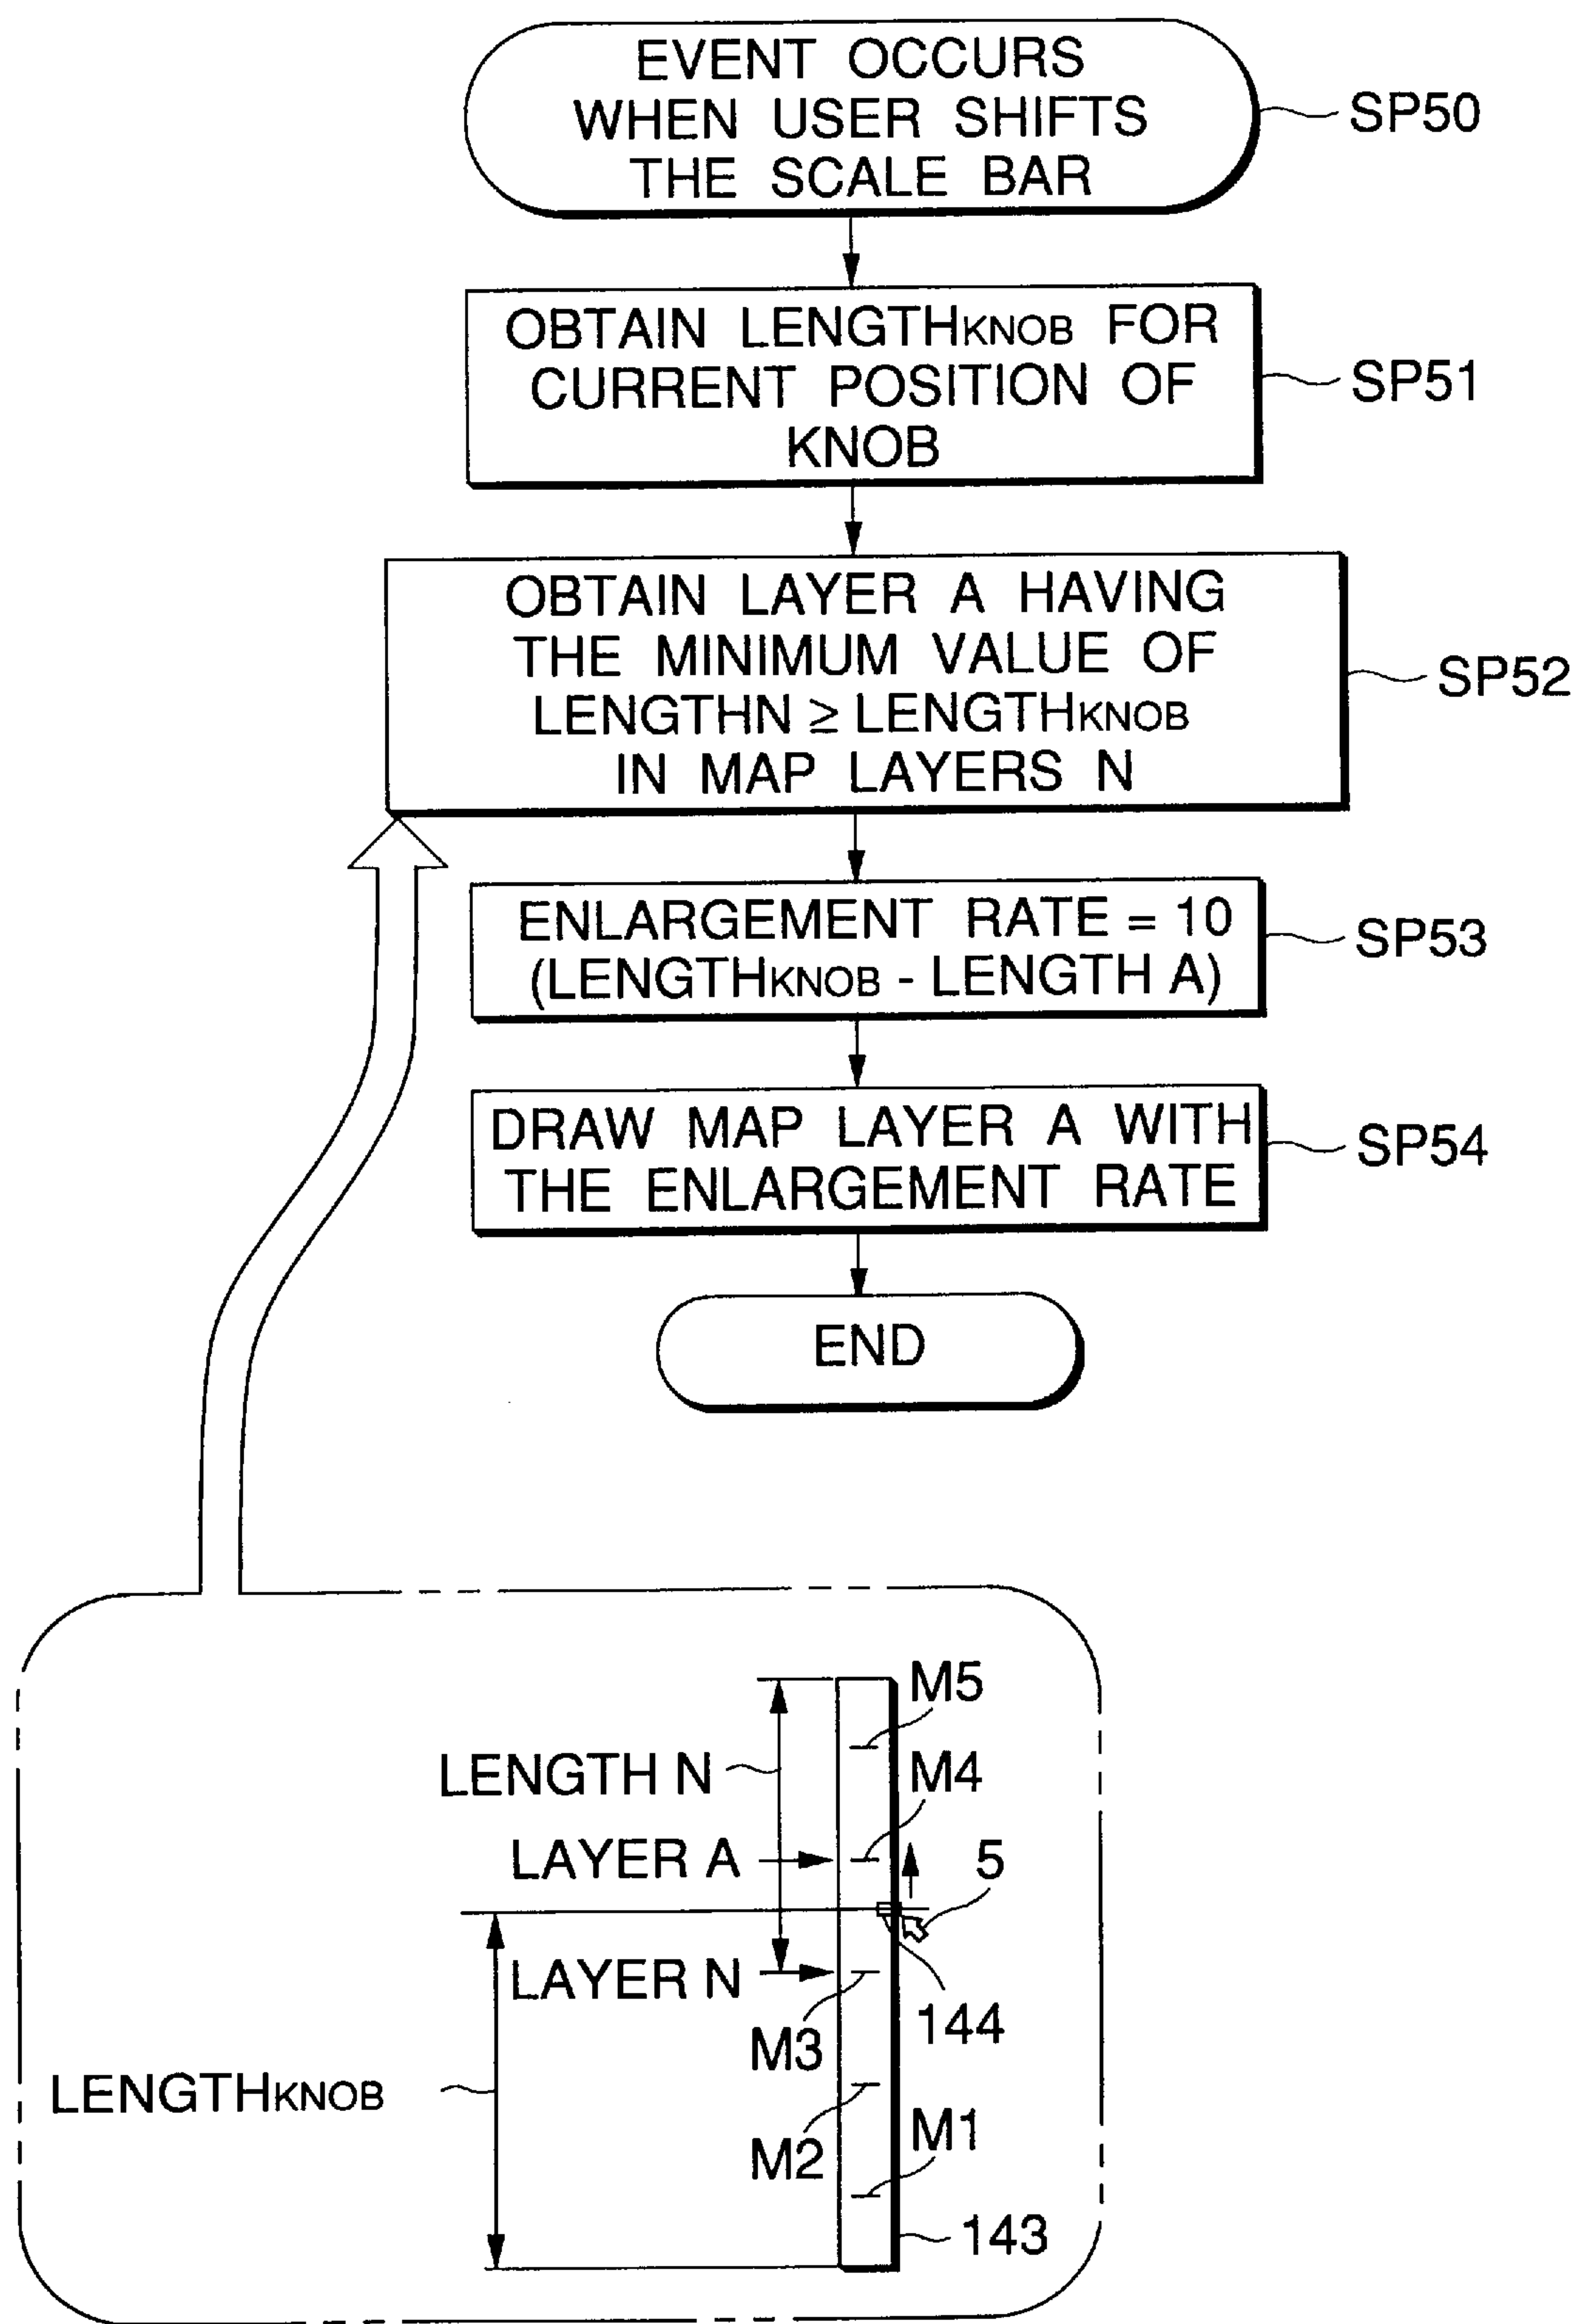 EVENT OCCURS
WHEN USER SHIFTS
THE SCALE BAR
SP50
OBTAIN LENGTHKNOB FOR
CURRENT POSITION OF
KNOB
SP51
OBTAIN LAYER A HAVING
THE MINIMUM VALUE OF
LENGTHN ≥ LENGTHKNOB
IN MAP LAYERS N
SP52
ENLARGEMENT RATE = 10
(LENGTHKNOB - LENGTH A)
SP53
DRAW MAP LAYER A WITH
THE ENLARGEMENT RATE
SP54
END
M5
LENGTH N
M4
LAYER A
5
LAYER N
144
M3
LENGTHKNOB
M2
M1
143